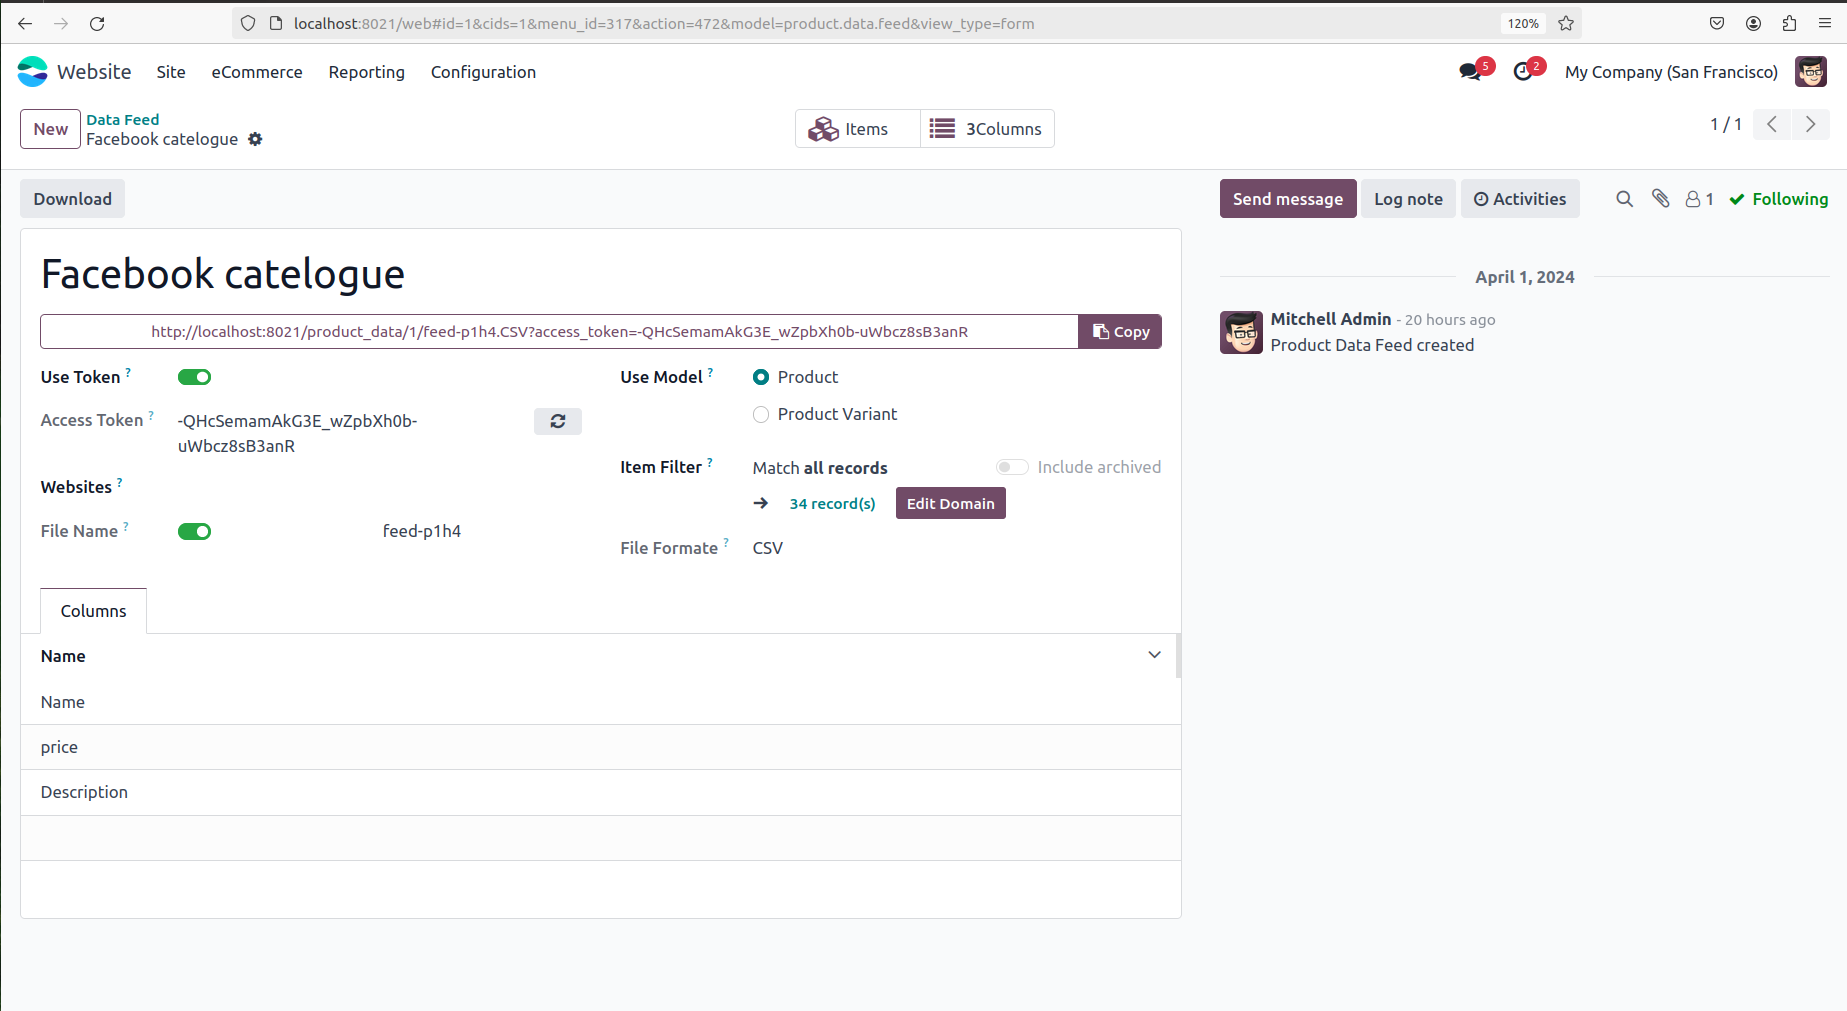 localhost:8021/web#id=1&cids=1&menu_id=317&action=472&model=product.data.feed&view_type=form
120%
Website Site eCommerce Reporting Configuration
5 2 My Company (San Francisco)
New
Data Feed
Facebook catelogue
Items
3Columns
1 / 1
Download
Send message Log note Activities 1 Following
Facebook catelogue
http://localhost:8021/product_data/1/feed-p1h4.CSV?access_token=-QHcSemamAkG3E_wZpbXh0b-uWbcz8sB3anR
Copy
Use Token ?
Access Token ? -QHcSemamAkG3E_wZpbXh0b-
uWbcz8sB3anR
Websites ?
File Name ? feed-p1h4
Use Model ? Product
Product Variant
Item Filter ? Match all records Include archived
34 record(s) Edit Domain
File Formate ? CSV
Columns
Name
Name
price
Description
April 1, 2024
Mitchell Admin - 20 hours ago
Product Data Feed created